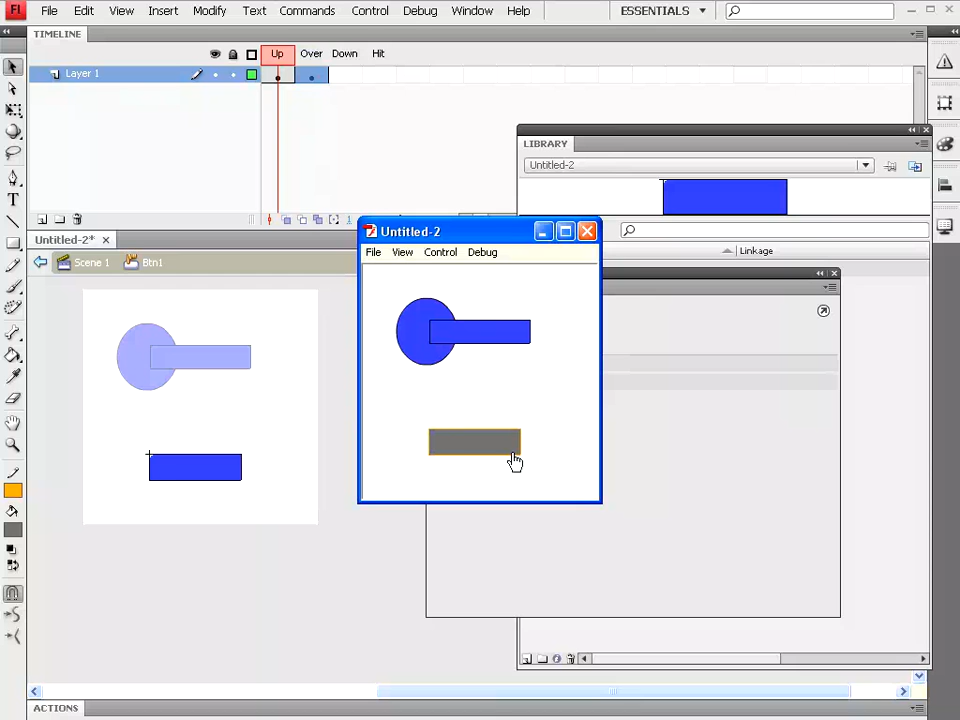 Fl File Edit View Insert Modify Text Commands Control Debug Window Help ESSENTIALS
TIMELINE
Up Over Down Hit
Layer 1
LIBRARY
Untitled-2
1
Untitled-2* ×
Untitled-2
Linkage
File View Control Debug
Scene 1 Btn1
T
ACTIONS